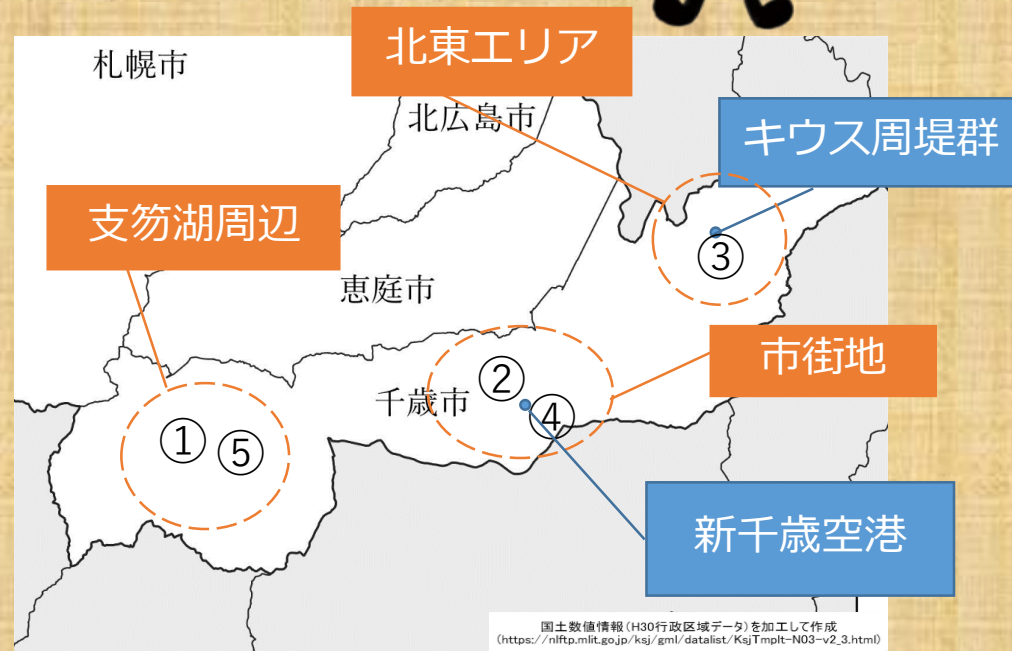 北東エリア
札幌市
北広島市
キウス周堤群
支笏湖周辺
③
恵庭市
市街地
②
千歳市
④
①
⑤
新千歳空港
国土数値情報(H30行政区域データ)を加工して作成
(https://nlftp.mlit.go.jp/ksj/gml/datalist/KsjTmplt-N03-v2_3.html)